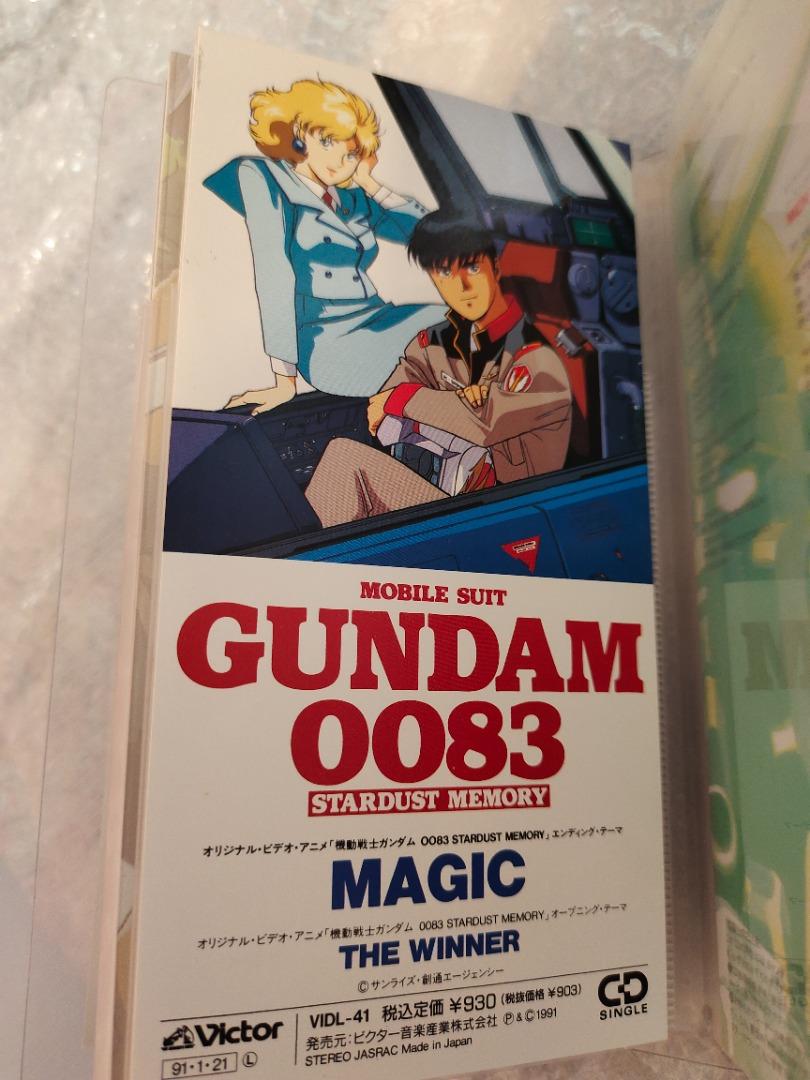 MOBILE SUIT
GUNDAM
0083
STARDUST MEMORY
オリジナル・ビデオ・アニメ「機動戦士ガンダム 0083 STARDUST MEMORY」エンディング・テーマ
MAGIC
オリジナル・ビデオ・アニメ「機動戦士ガンダム 0083 STARDUST MEMORY」オープニング・テーマ
THE WINNER
Ⓒサンライズ・創通エージェンシー
Victor
91・1・21 Ⓛ
VIDL-41 税込定価 ¥930 (税抜価格 ¥903)
発売元:ビクター音楽産業株式会社 Ⓟ&Ⓒ1991
STEREO JASRAC Made in Japan
CD
SINGLE